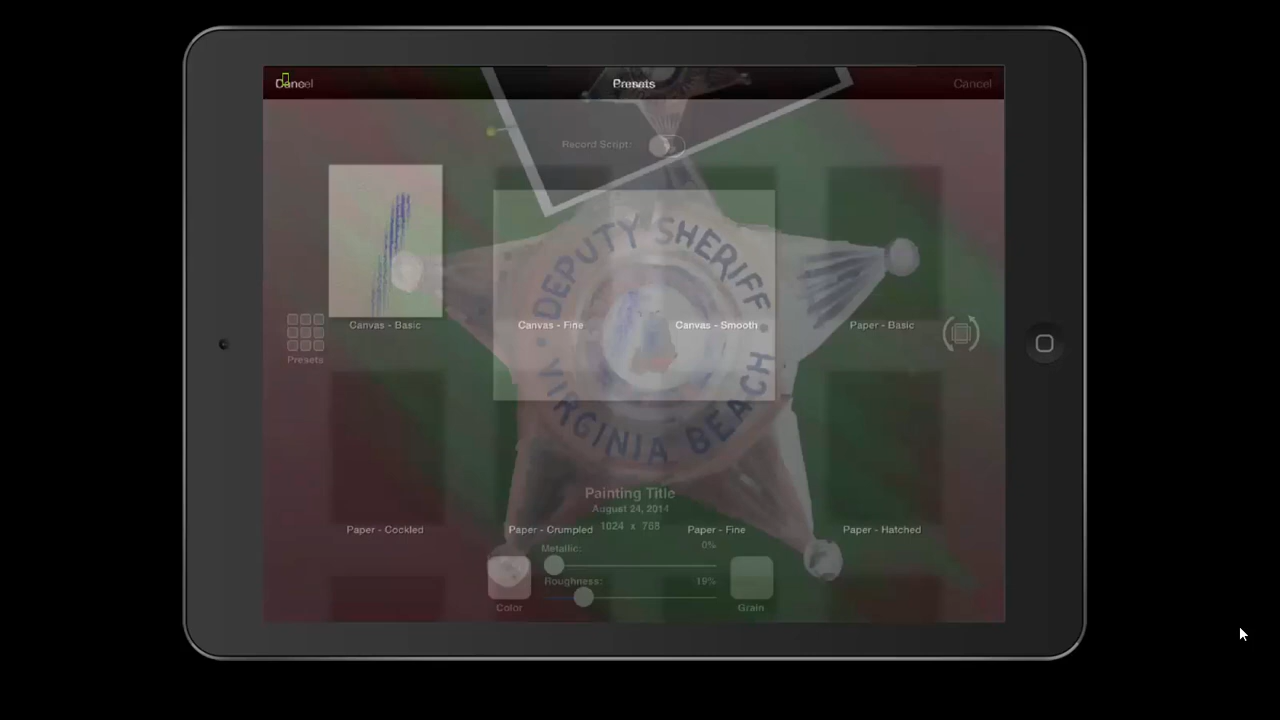 Presets
Cancel
Record Script:
DEPUTY SHERIFF
VIRGINIA BEACH
Canvas - Basic
Canvas - Fine
Canvas - Smooth
Paper - Basic
Presets
Painting Title
August 24, 2014
1024 x 768
Paper - Cockled
Paper - Crumpled
Paper - Fine
Paper - Hatched
Metallic:
0%
Roughness:
19%
Color
Grain